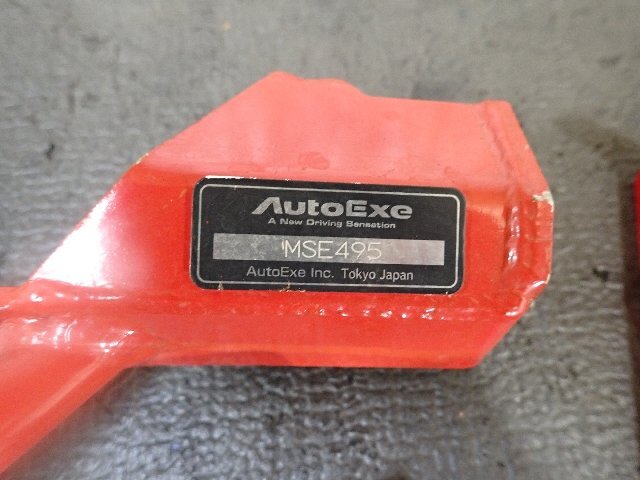 AutoExe
A New Driving Sensation
MSE495
AutoExe Inc. Tokyo Japan